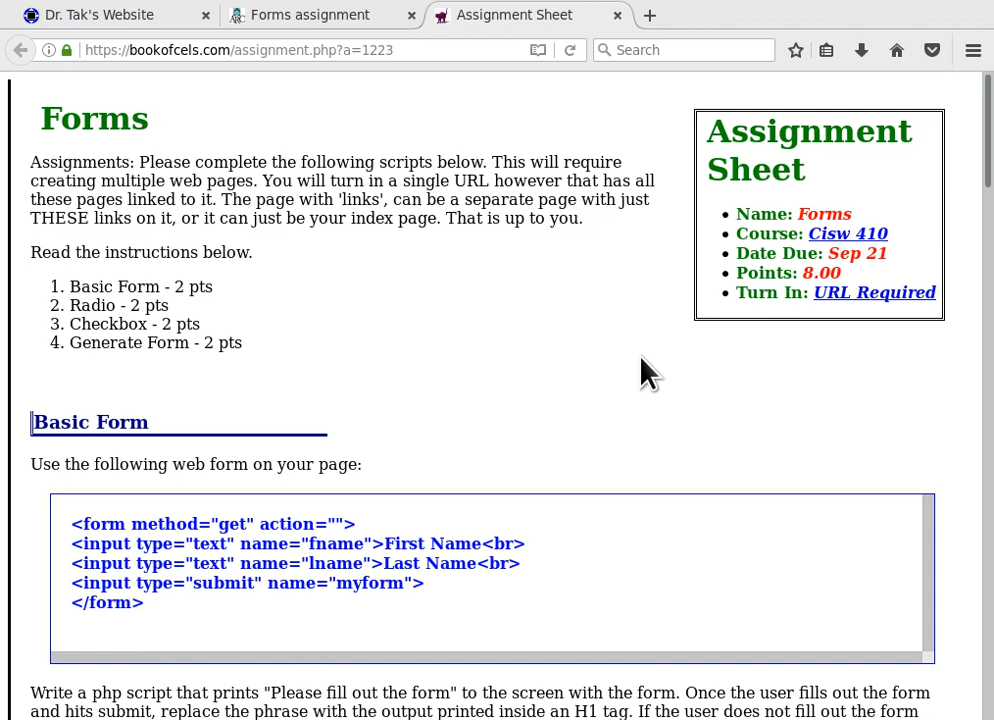 Dr. Tak's Website
Forms assignment
Assignment Sheet
https://bookofcels.com/assignment.php?a=1223
Search
Forms
Assignments: Please complete the following scripts below. This will require
creating multiple web pages. You will turn in a single URL however that has all
these pages linked to it. The page with 'links', can be a separate page with just
THESE links on it, or it can just be your index page. That is up to you.
Read the instructions below.
1. Basic Form - 2 pts
2. Radio - 2 pts
3. Checkbox - 2 pts
4. Generate Form - 2 pts
Assignment
Sheet
• Name: Forms
• Course: Cisw 410
• Date Due: Sep 21
• Points: 8.00
• Turn In: URL Required
Basic Form
Use the following web form on your page:
<form method="get" action="">
<input type="text" name="fname">First Name<br>
<input type="text" name="lname">Last Name<br>
<input type="submit" name="myform">
</form>
Write a php script that prints "Please fill out the form" to the screen with the form. Once the user fills out the form
and hits submit, replace the phrase with the output printed inside an H1 tag. If the user does not fill out the form